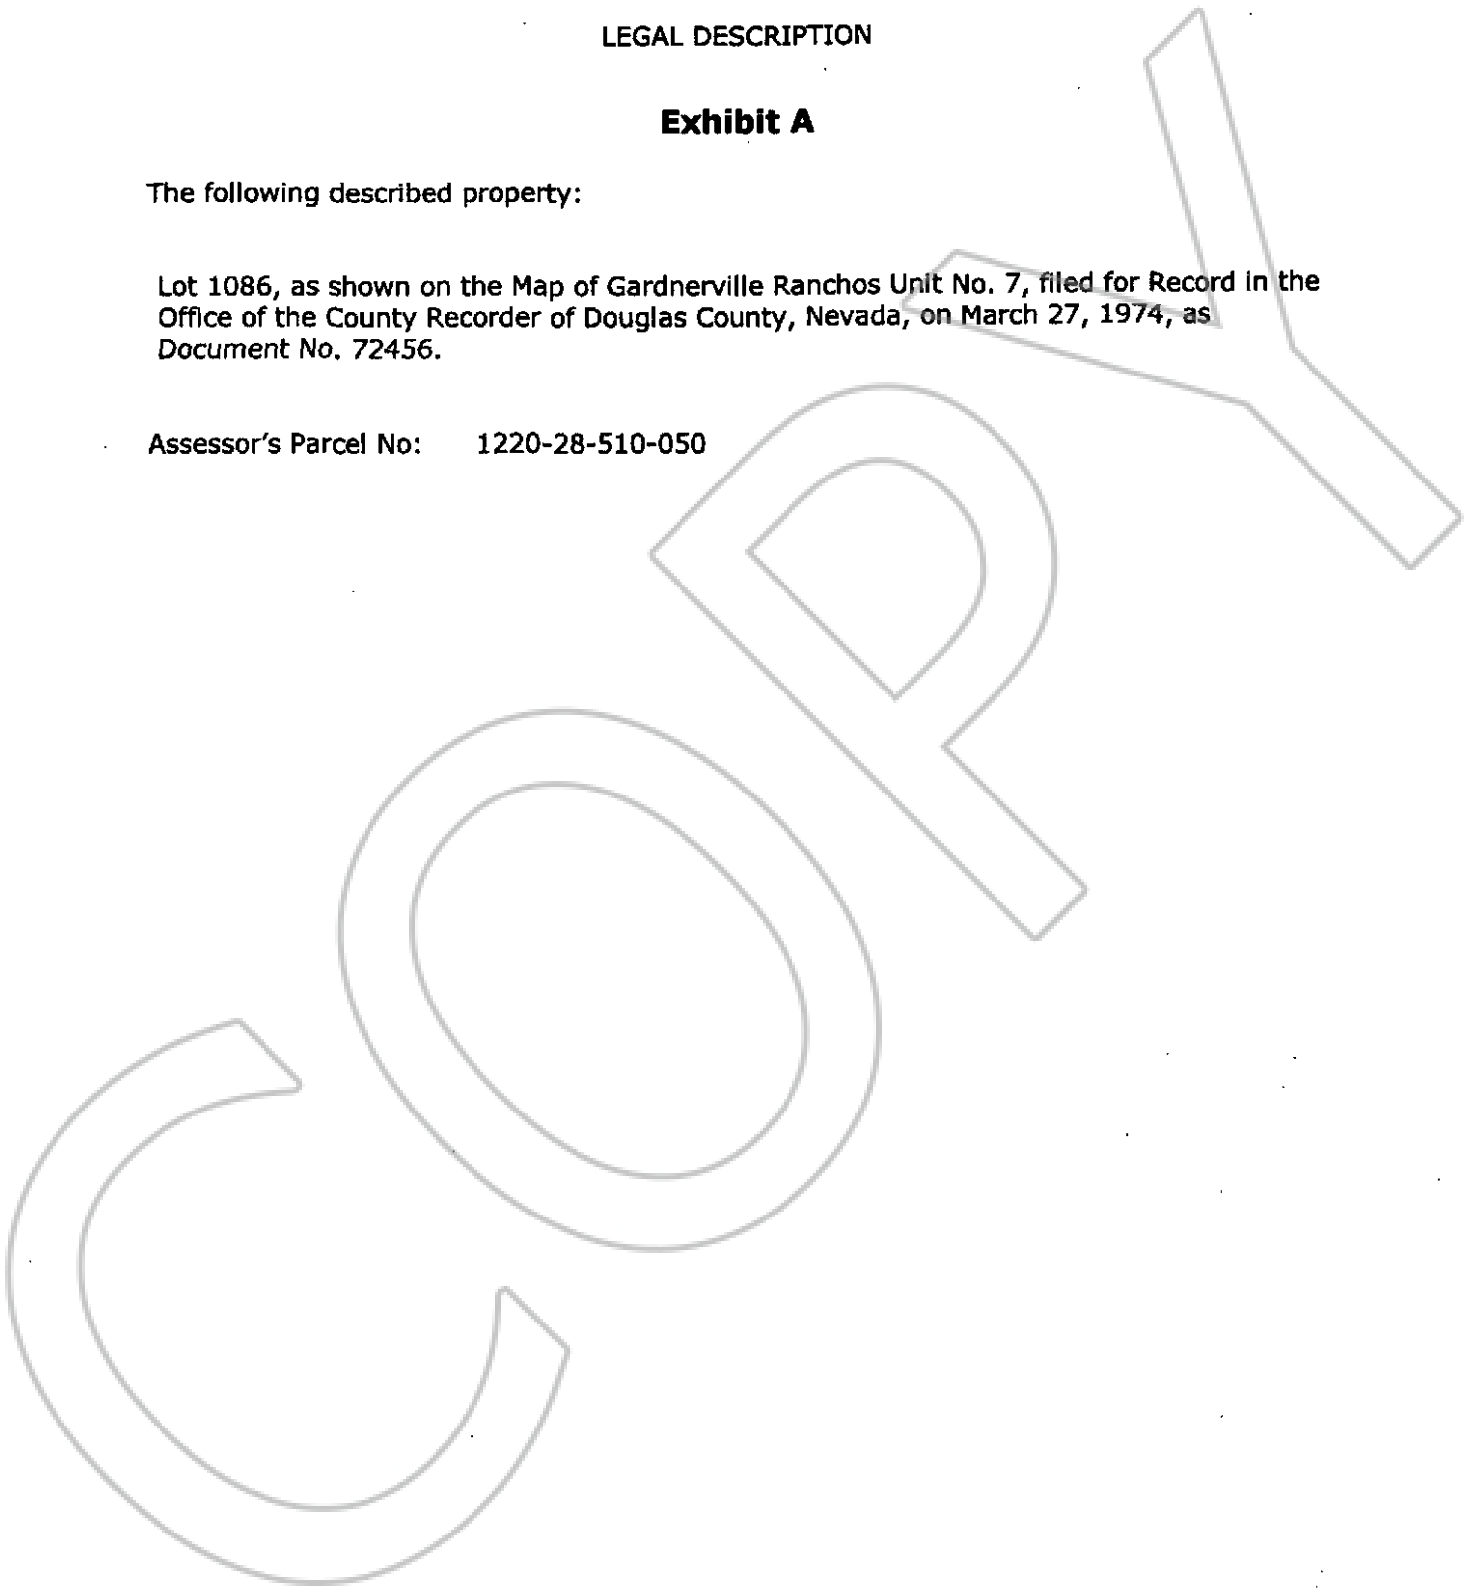 LEGAL DESCRIPTION
Exhibit A
The following described property:
Lot 1086, as shown on the Map of Gardnerville Ranchos Unit No. 7, filed for Record in the
Office of the County Recorder of Douglas County, Nevada, on March 27, 1974, as
Document No. 72456.
Assessor's Parcel No: 1220-28-510-050
COPY